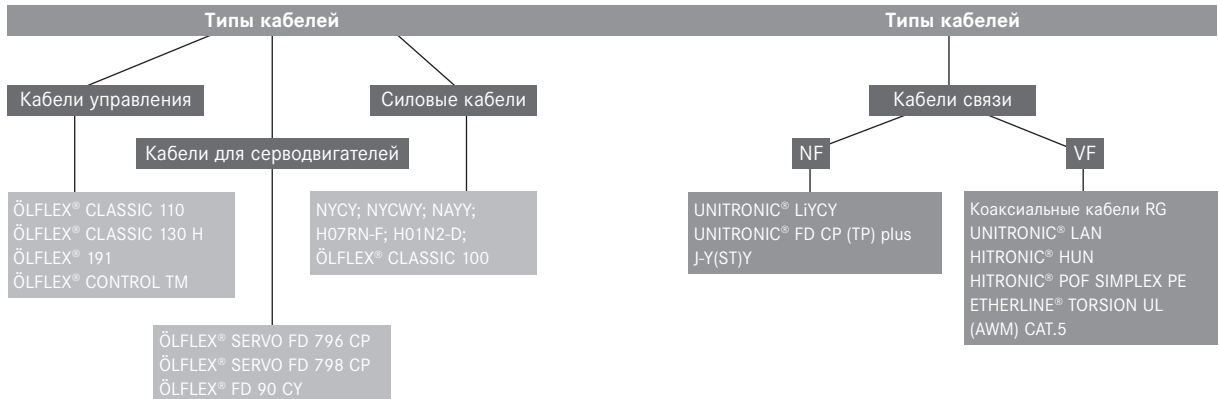 Типы кабелей
Кабели управления
ÖLFLEX® CLASSIC 110
ÖLFLEX® CLASSIC 130 H
ÖLFLEX® 191
ÖLFLEX® CONTROL TM
Кабели для серводвигателей
ÖLFLEX® SERVO FD 796 CP
ÖLFLEX® SERVO FD 798 CP
ÖLFLEX® FD 90 CY
Силовые кабели
NYCY; NYCWY; NAYY;
H07RN-F; H01N2-D;
ÖLFLEX® CLASSIC 100
Типы кабелей
Кабели связи
NF
UNITRONIC® LiYCY
UNITRONIC® FD CP (TP) plus
J-Y(ST)Y
VF
Коаксиальные кабели RG
UNITRONIC® LAN
HITRONIC® HUN
HITRONIC® POF SIMPLEX PE
ETHERLINE® TORSION UL
(AWM) CAT.5